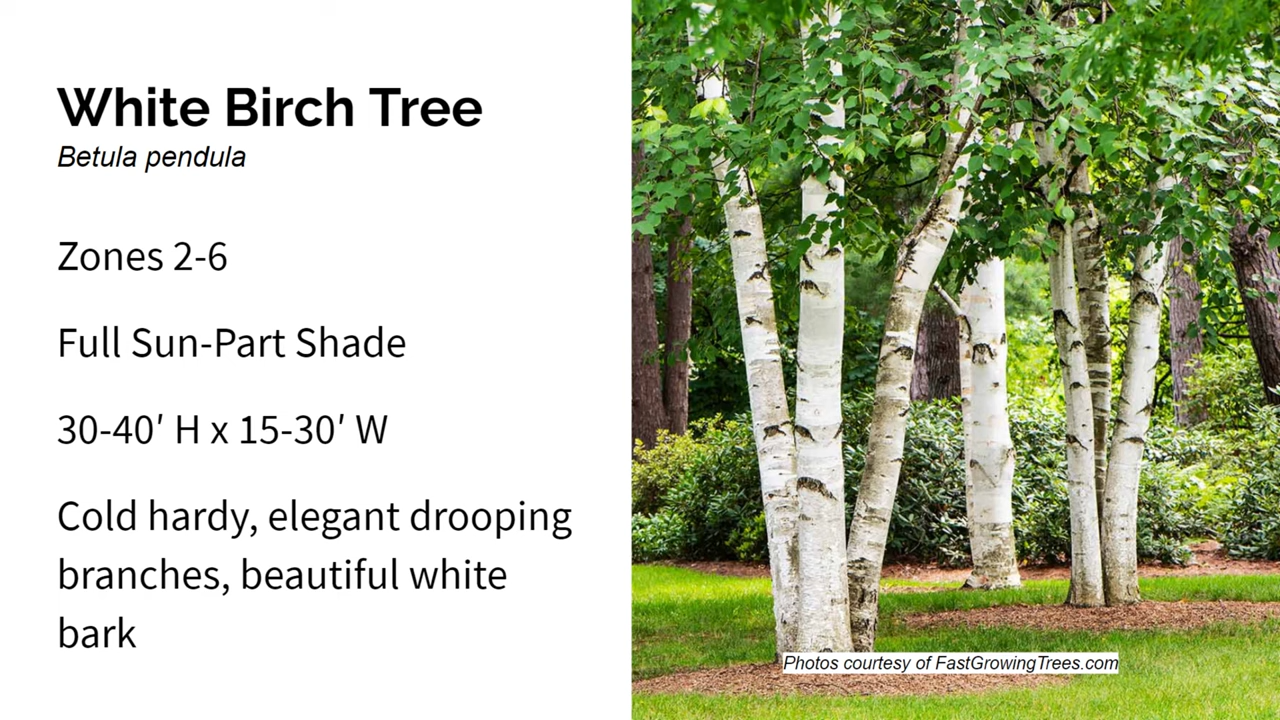 White Birch Tree
Betula pendula
Zones 2-6
Full Sun-Part Shade
30-40′ H x 15-30′ W
Cold hardy, elegant drooping
branches, beautiful white
bark
Photos courtesy of FastGrowingTrees.com